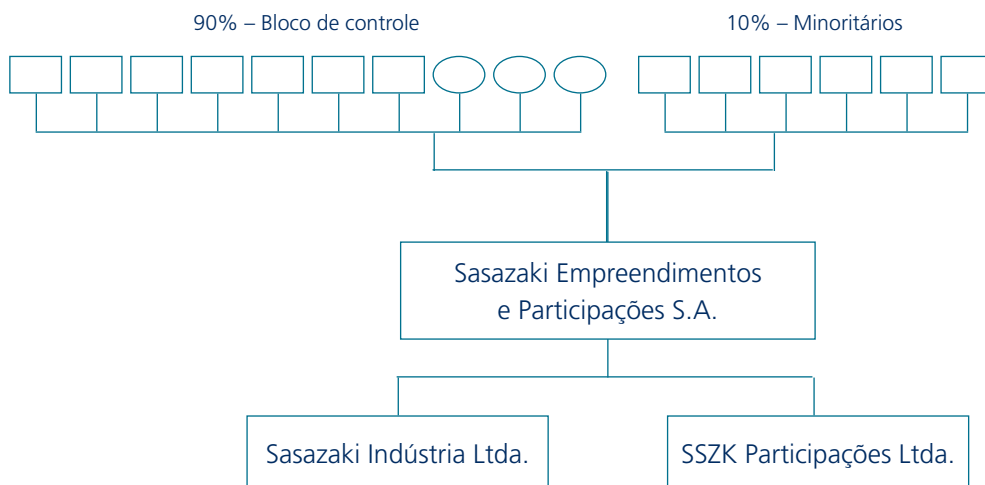 90% – Bloco de controle
10% – Minoritários
Sasazaki Empreendimentos
e Participações S.A.
Sasazaki Indústria Ltda.
SSZK Participações Ltda.